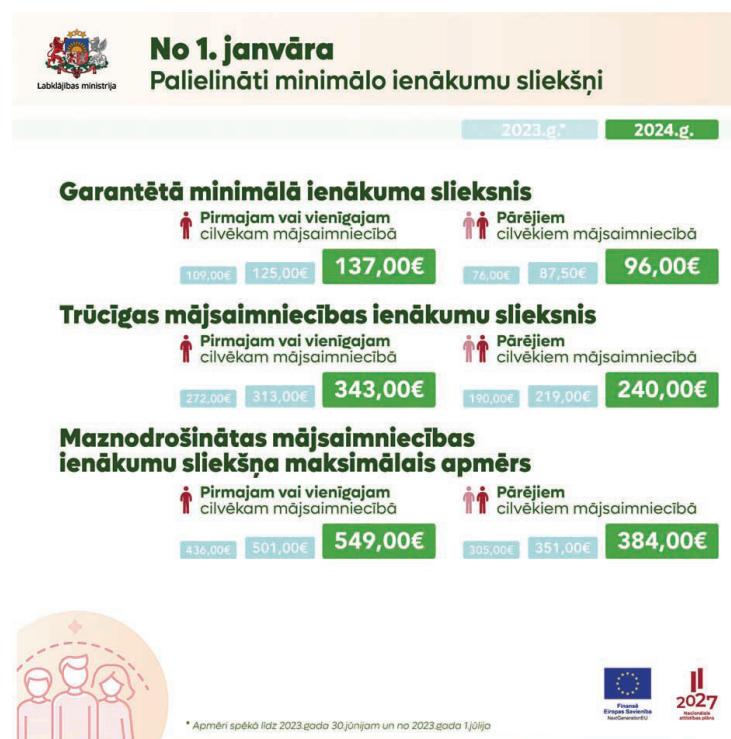 Labklājības ministrija
No 1. janvāra
Palielināti minimālo ienākumu sliekšņi
2023.g.* 2024.g.
Garantētā minimālā ienākuma slieksnis
Pirmajam vai vienīgajam
cilvēkam mājsaimniecībā
Pārējiem
cilvēkiem mājsaimniecībā
109,00€ 125,00€ 137,00€ 76,00€ 87,50€ 96,00€
Trūcīgas mājsaimniecības ienākumu slieksnis
Pirmajam vai vienīgajam
cilvēkam mājsaimniecībā
Pārējiem
cilvēkiem mājsaimniecībā
272,00€ 313,00€ 343,00€ 190,00€ 219,00€ 240,00€
Maznodrošinātas mājsaimniecības
ienākumu sliekšņa maksimālais apmērs
Pirmajam vai vienīgajam
cilvēkam mājsaimniecībā
Pārējiem
cilvēkiem mājsaimniecībā
436,00€ 501,00€ 549,00€ 305,00€ 351,00€ 384,00€
Finansē
Eiropas Savienība
NextGenerationEU
2027
Nacionālais
attīstības plāns
* Apmēri spēkā līdz 2023.gada 30.jūnijam un no 2023.gada 1.jūlija